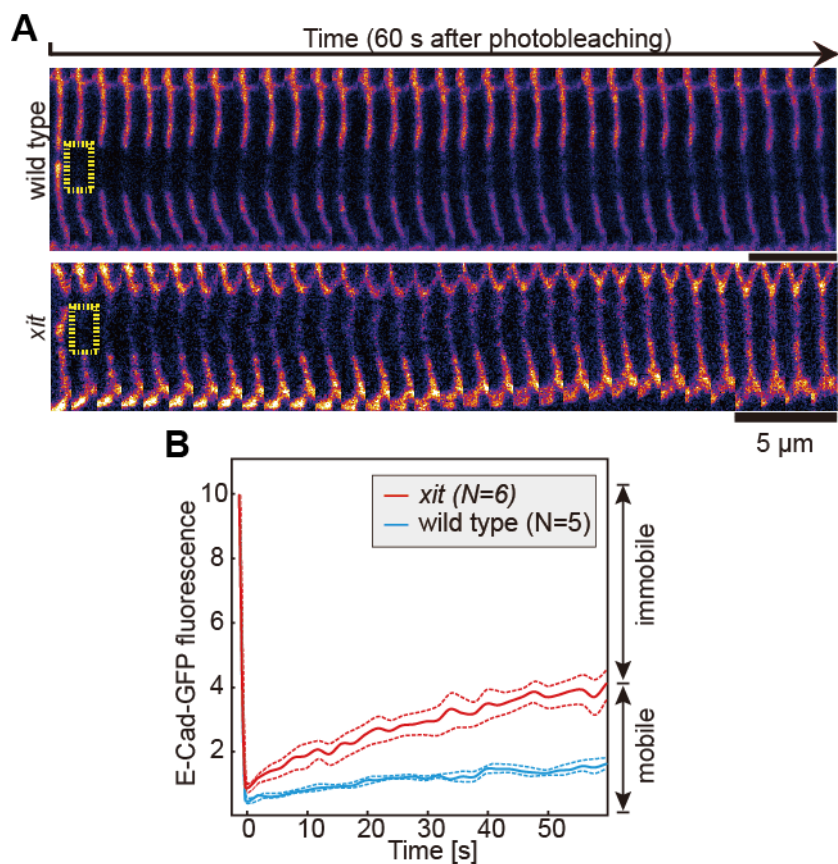 A
Time (60 s after photobleaching)
wild type
xit
5 µm
B
E-Cad-GFP fluorescence
10
8
6
4
2
xit (N=6)
wild type (N=5)
immobile
mobile
0
10
20
30
40
50
Time [s]